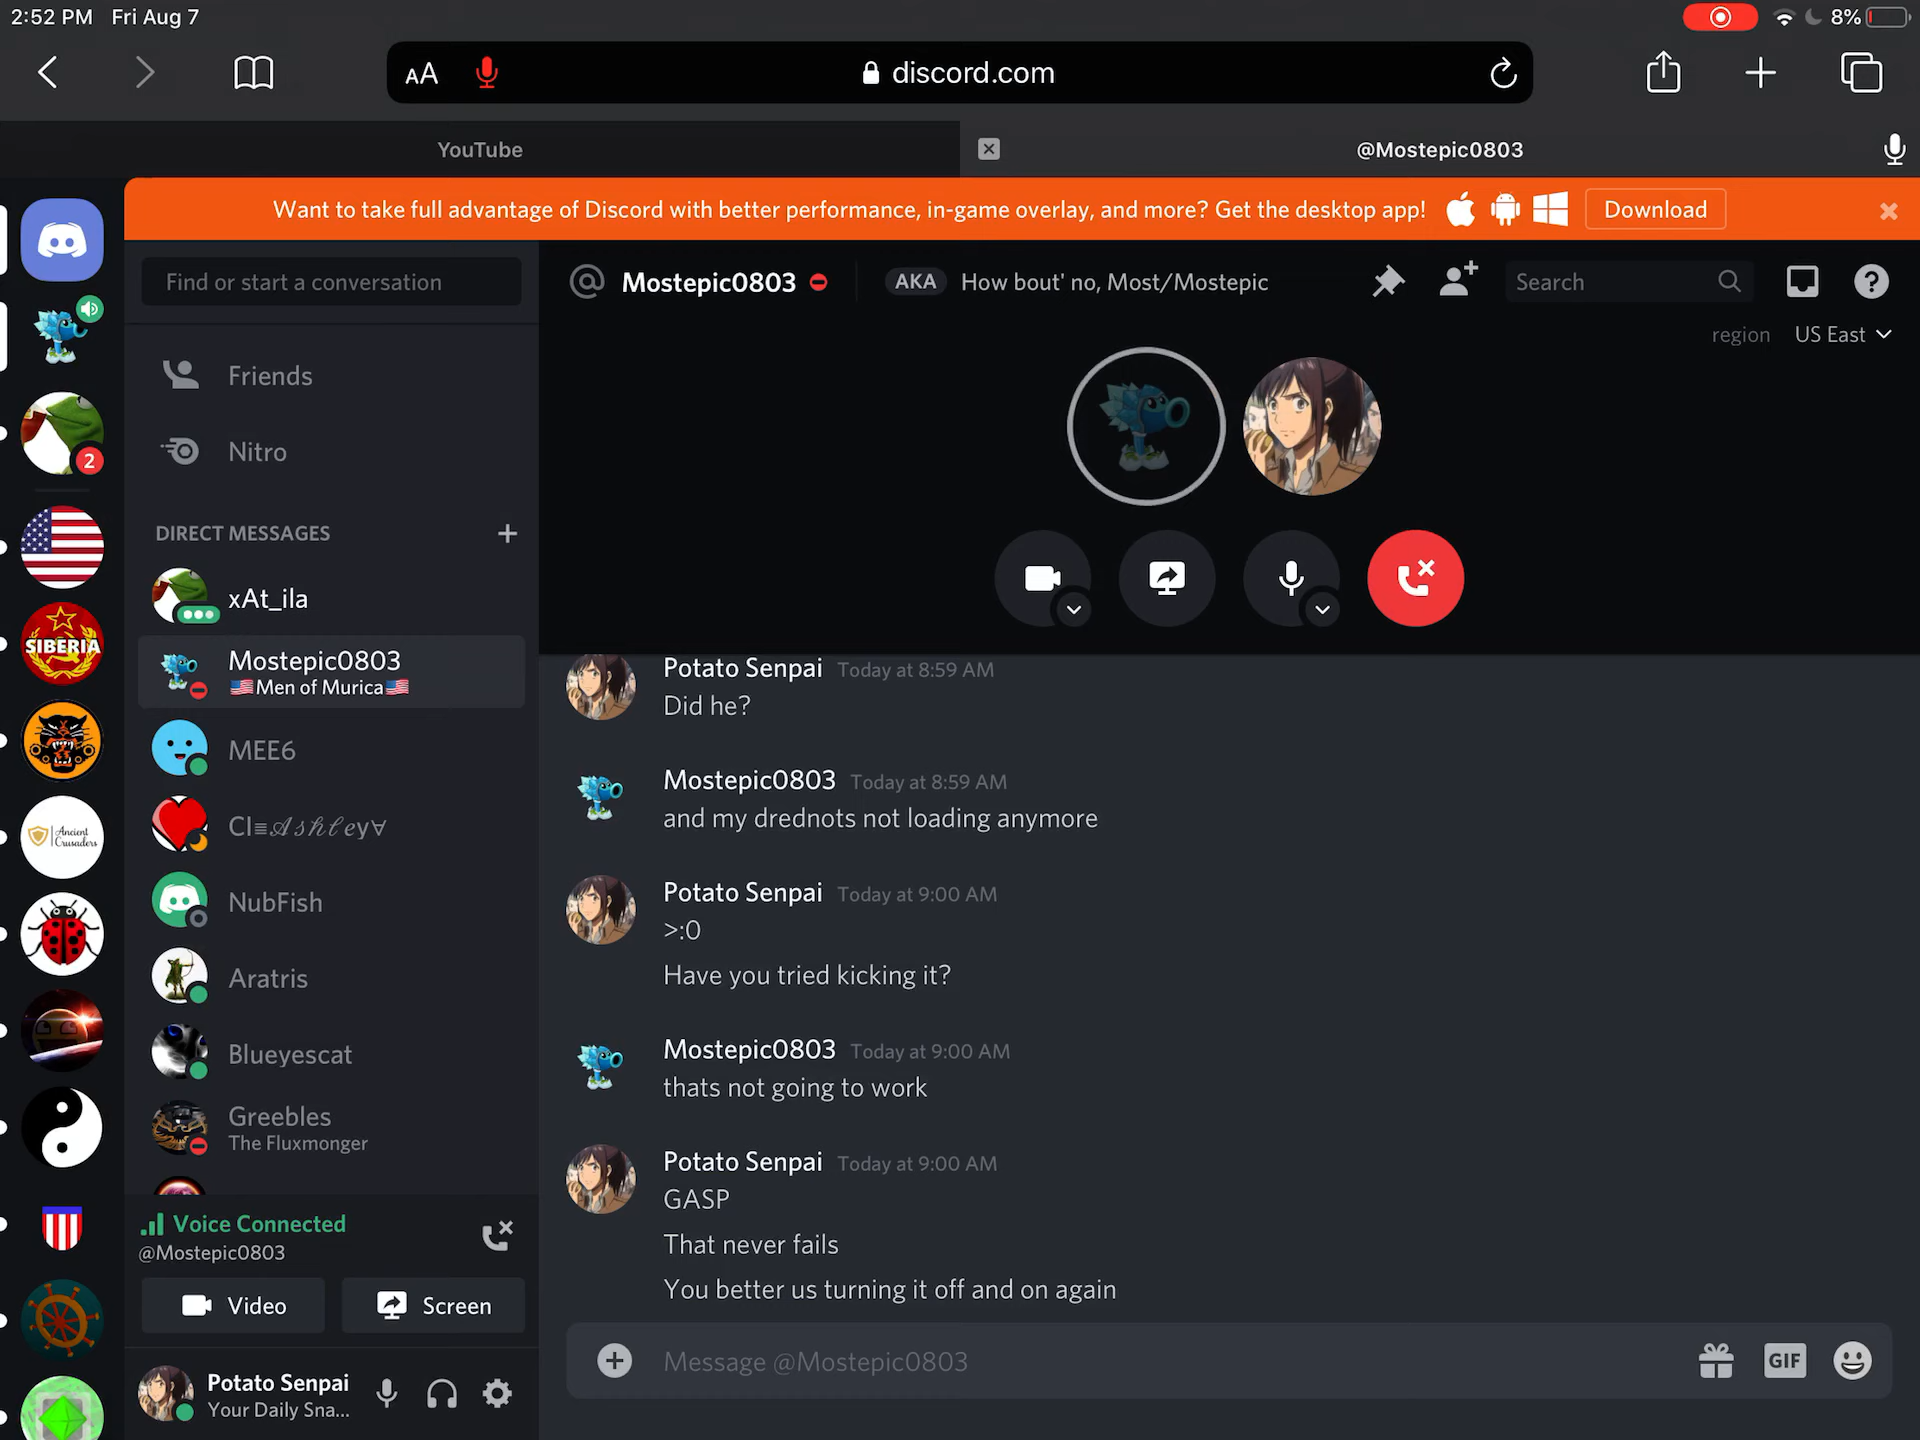 2:52 PM Fri Aug 7
8%
AA
discord.com
YouTube
@Mostepic0803
Want to take full advantage of Discord with better performance, in-game overlay, and more? Get the desktop app!
Download
Find or start a conversation
Mostepic0803
AKA
How bout' no, Most/Mostepic
Search
region
US East
Friends
Nitro
2
DIRECT MESSAGES
xAt_ila
Mostepic0803
🇺🇸Men of Murica🇺🇸
MEE6
CI≡𝒜𝓈𝒽𝓁ℯy∀
NubFish
Aratris
Blueyescat
Greebles
The Fluxmonger
SIBERIA
Ancient
Crusaders
Potato Senpai Today at 8:59 AM
Did he?
Mostepic0803 Today at 8:59 AM
and my drednots not loading anymore
Potato Senpai Today at 9:00 AM
>:0
Have you tried kicking it?
Mostepic0803 Today at 9:00 AM
thats not going to work
Potato Senpai Today at 9:00 AM
GASP
That never fails
You better us turning it off and on again
Voice Connected
@Mostepic0803
Video
Screen
Potato Senpai
Your Daily Sna...
Message @Mostepic0803
GIF